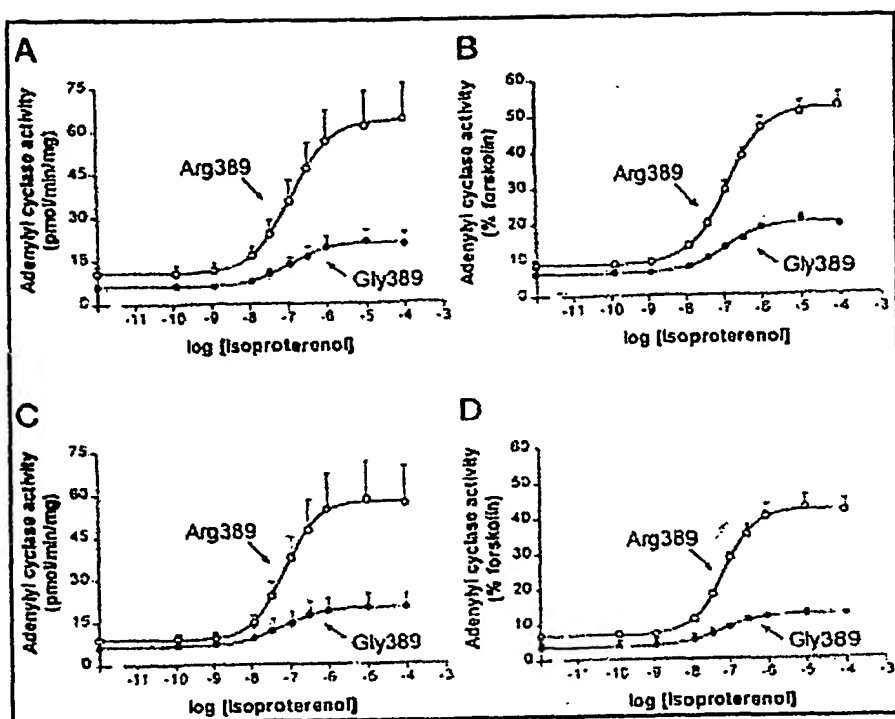 A
Adenylyl cyclase activity
(pmol/min/mg)
75
60
45
30
15
0
Arg389
Gly389
-11 -10 -9 -8 -7 -6 -5 -4 -3
log [Isoproterenol]
B
Adenylyl cyclase activity
(% forskolin)
60
50
40
30
20
10
0
Arg389
Gly389
-11 -10 -9 -8 -7 -6 -5 -4 -3
log [Isoproterenol]
C
Adenylyl cyclase activity
(pmol/min/mg)
75
60
45
30
15
0
Arg389
Gly389
-11 -10 -9 -8 -7 -6 -5 -4 -3
log [Isoproterenol]
D
Adenylyl cyclase activity
(% forskolin)
60
50
40
30
20
10
0
Arg389
Gly389
-11 -10 -9 -8 -7 -6 -5 -4 -3
log [Isoproterenol]